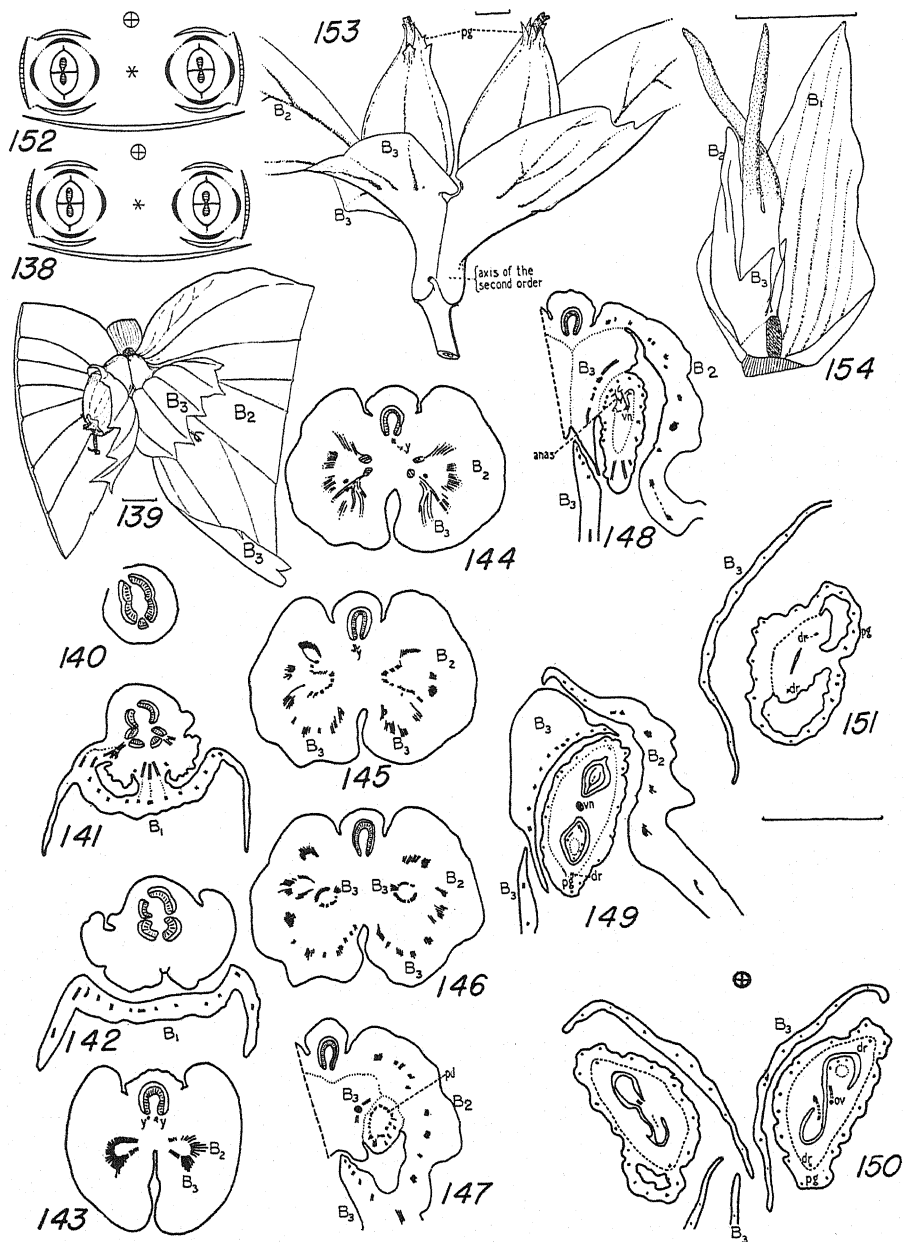 152
153
pg
B₂
B₃
B₃
axis of the
second order
B₁
B₂
B₃
154
138
B₃
B₂
B₃
139
y
B₂
B₃
144
B₃
B₂
vn
anas
B₃
148
140
y
B₂
B₃
B₃
145
B₃
dr
pg
dr
151
141
B₁
B₃
B₂
vn
pg
dr
B₃
149
B₃
B₃
B₂
B₃
146
142
B₁
y
y
B₂
B₃
143
B₃
pd
B₂
B₃
147
B₃
dr
ov
dr
pg
B₃
150